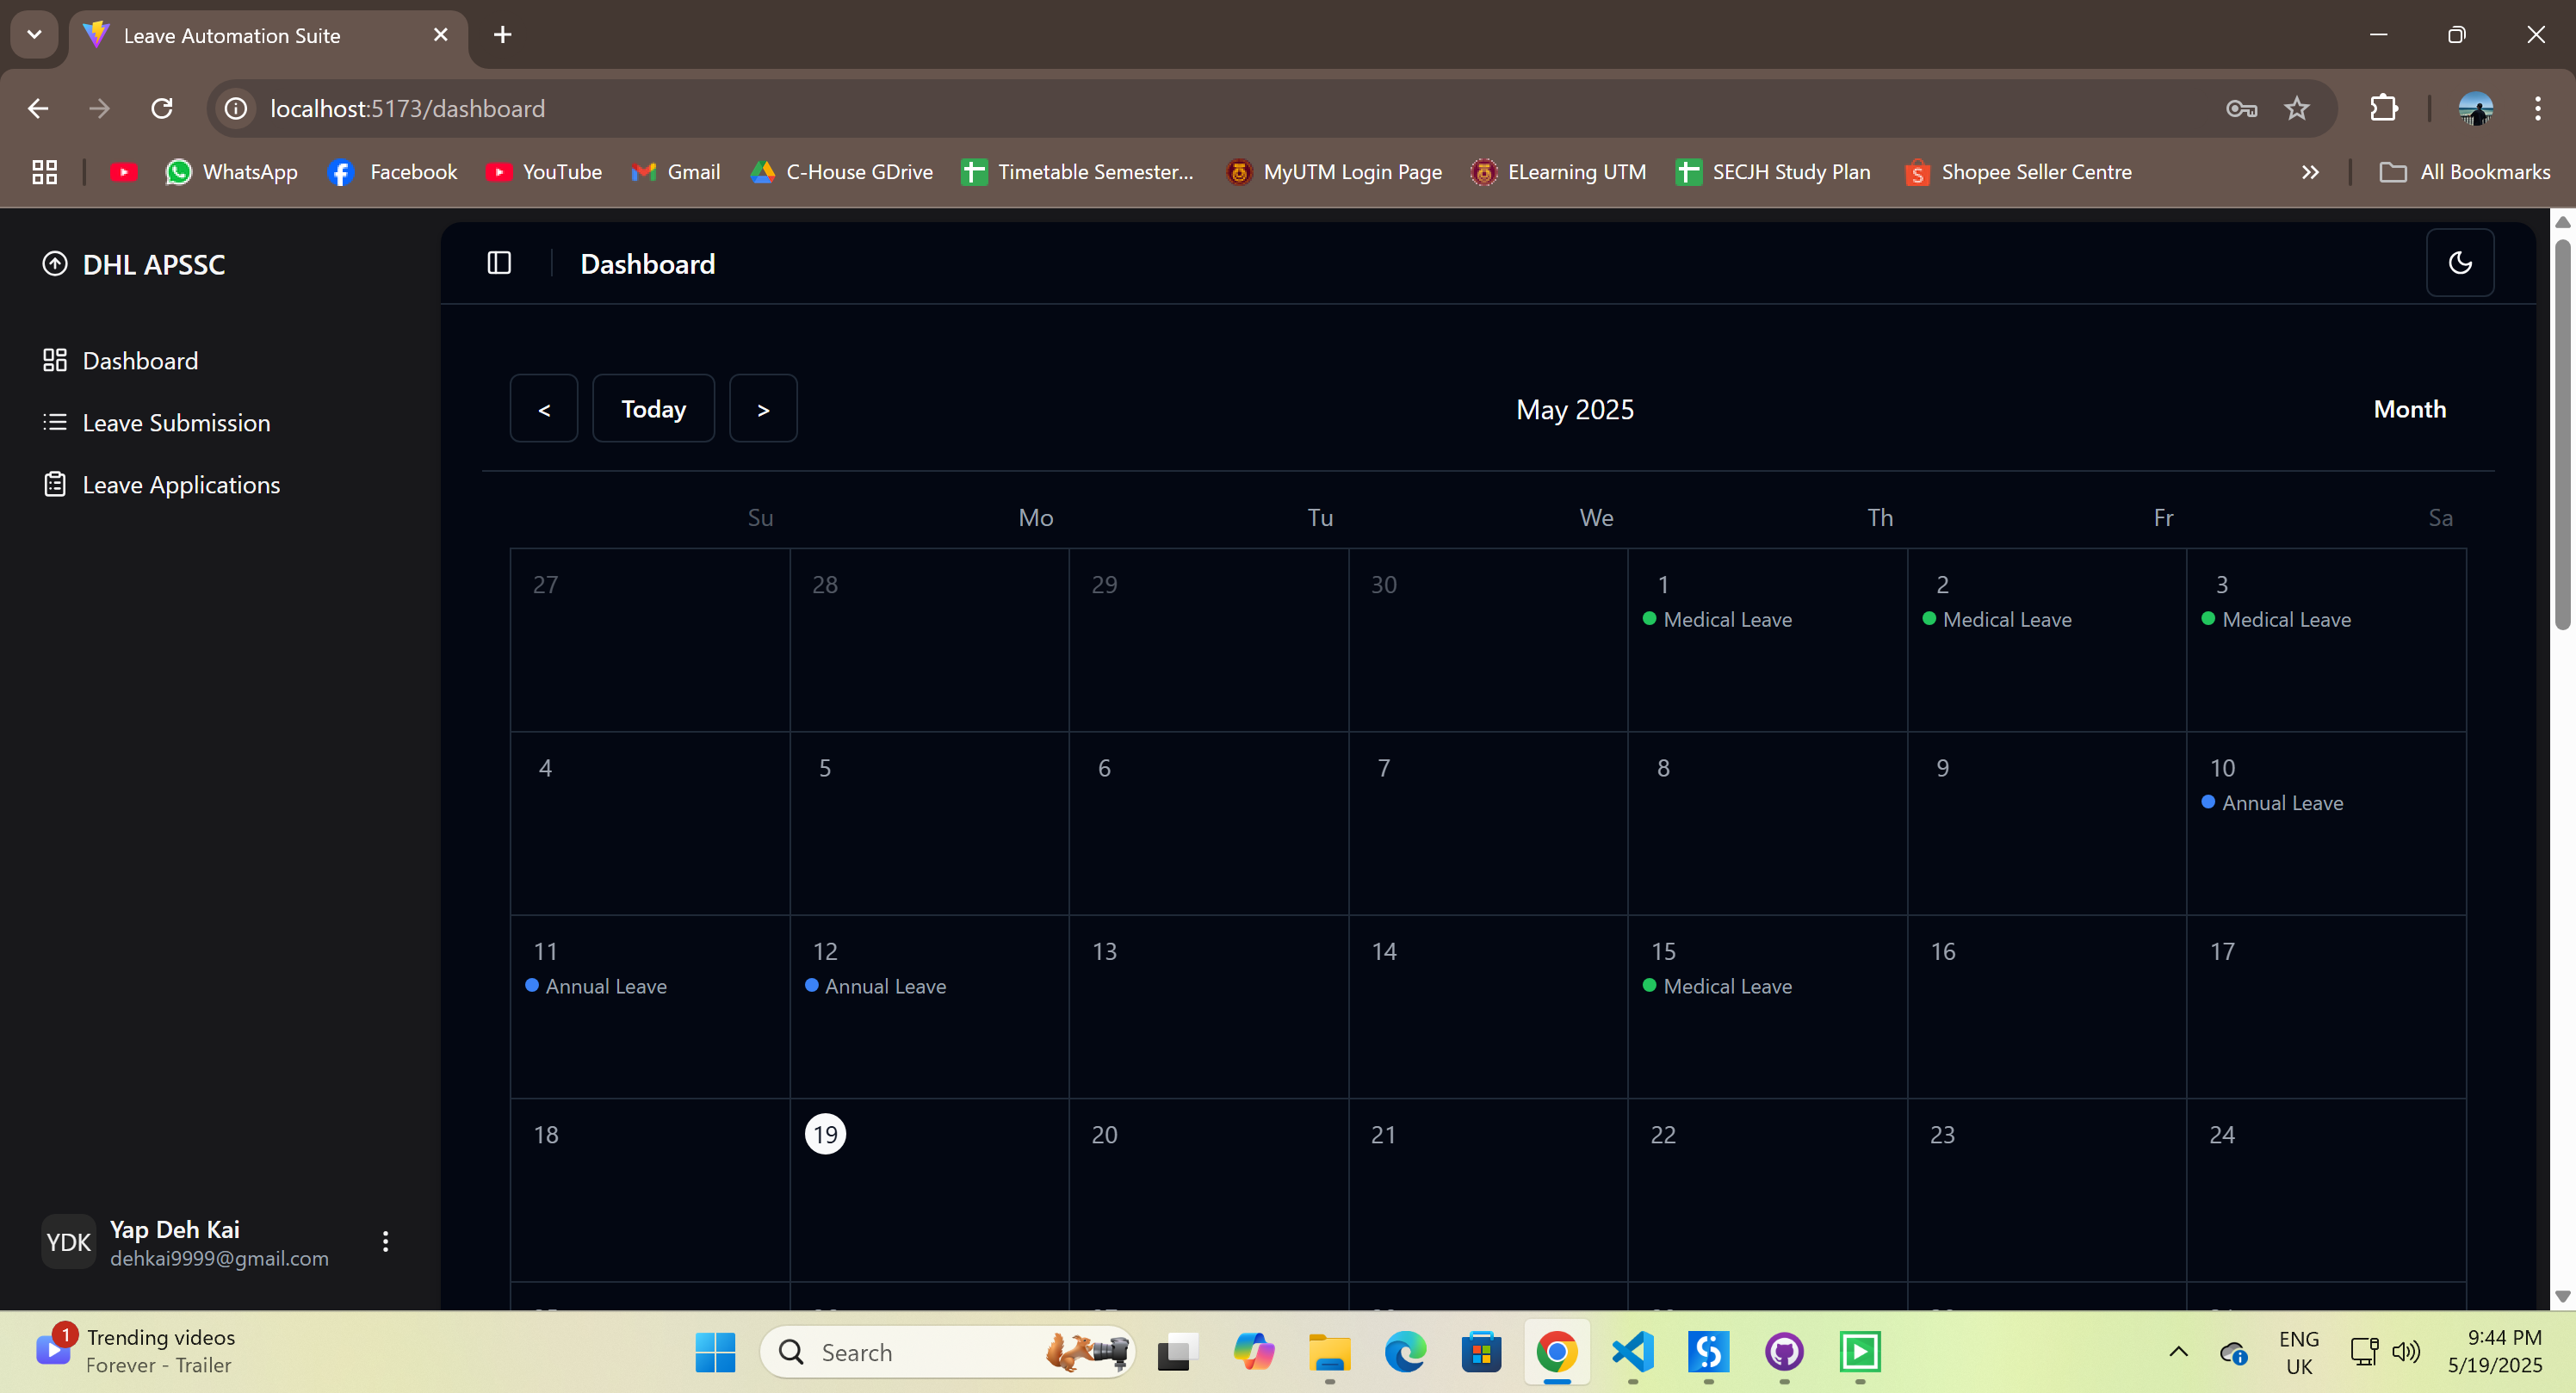 Leave Automation Suite
localhost:5173/dashboard
WhatsApp Facebook YouTube Gmail C-House GDrive Timetable Semester... MyUTM Login Page ELearning UTM SECJH Study Plan Shopee Seller Centre » All Bookmarks
DHL APSSC
Dashboard
Leave Submission
Leave Applications
Yap Deh Kai
YDK
dehkai9999@gmail.com
Dashboard
< Today > May 2025 Month
Su Mo Tu We Th Fr Sa
27 28 29 30 1 2 3
Medical Leave Medical Leave Medical Leave
4 5 6 7 8 9 10
Annual Leave
11 12 13 14 15 16 17
Annual Leave Annual Leave Medical Leave
18 19 20 21 22 23 24
1 Trending videos
Forever - Trailer
Search
ENG
UK
9:44 PM
5/19/2025